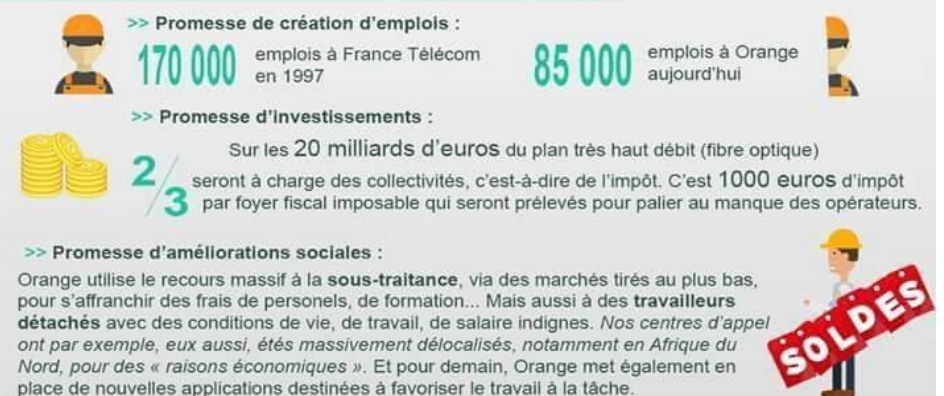 >> Promesse de création d'emplois :
170 000 emplois à France Télécom
en 1997
85 000 emplois à Orange
aujourd'hui
>> Promesse d'investissements :
Sur les 20 milliards d'euros du plan très haut débit (fibre optique)
2/3 seront à charge des collectivités, c'est-à-dire de l'impôt. C'est 1000 euros d'impôt
par foyer fiscal imposable qui seront prélevés pour palier au manque des opérateurs.
>> Promesse d'améliorations sociales :
Orange utilise le recours massif à la sous-traitance, via des marchés tirés au plus bas,
pour s'affranchir des frais de personels, de formation... Mais aussi à des travailleurs
détachés avec des conditions de vie, de travail, de salaire indignes. Nos centres d'appel
ont par exemple, eux aussi, étés massivement délocalisés, notamment en Afrique du
Nord, pour des « raisons économiques ». Et pour demain, Orange met également en
place de nouvelles applications destinées à favoriser le travail à la tâche.
SOLDES